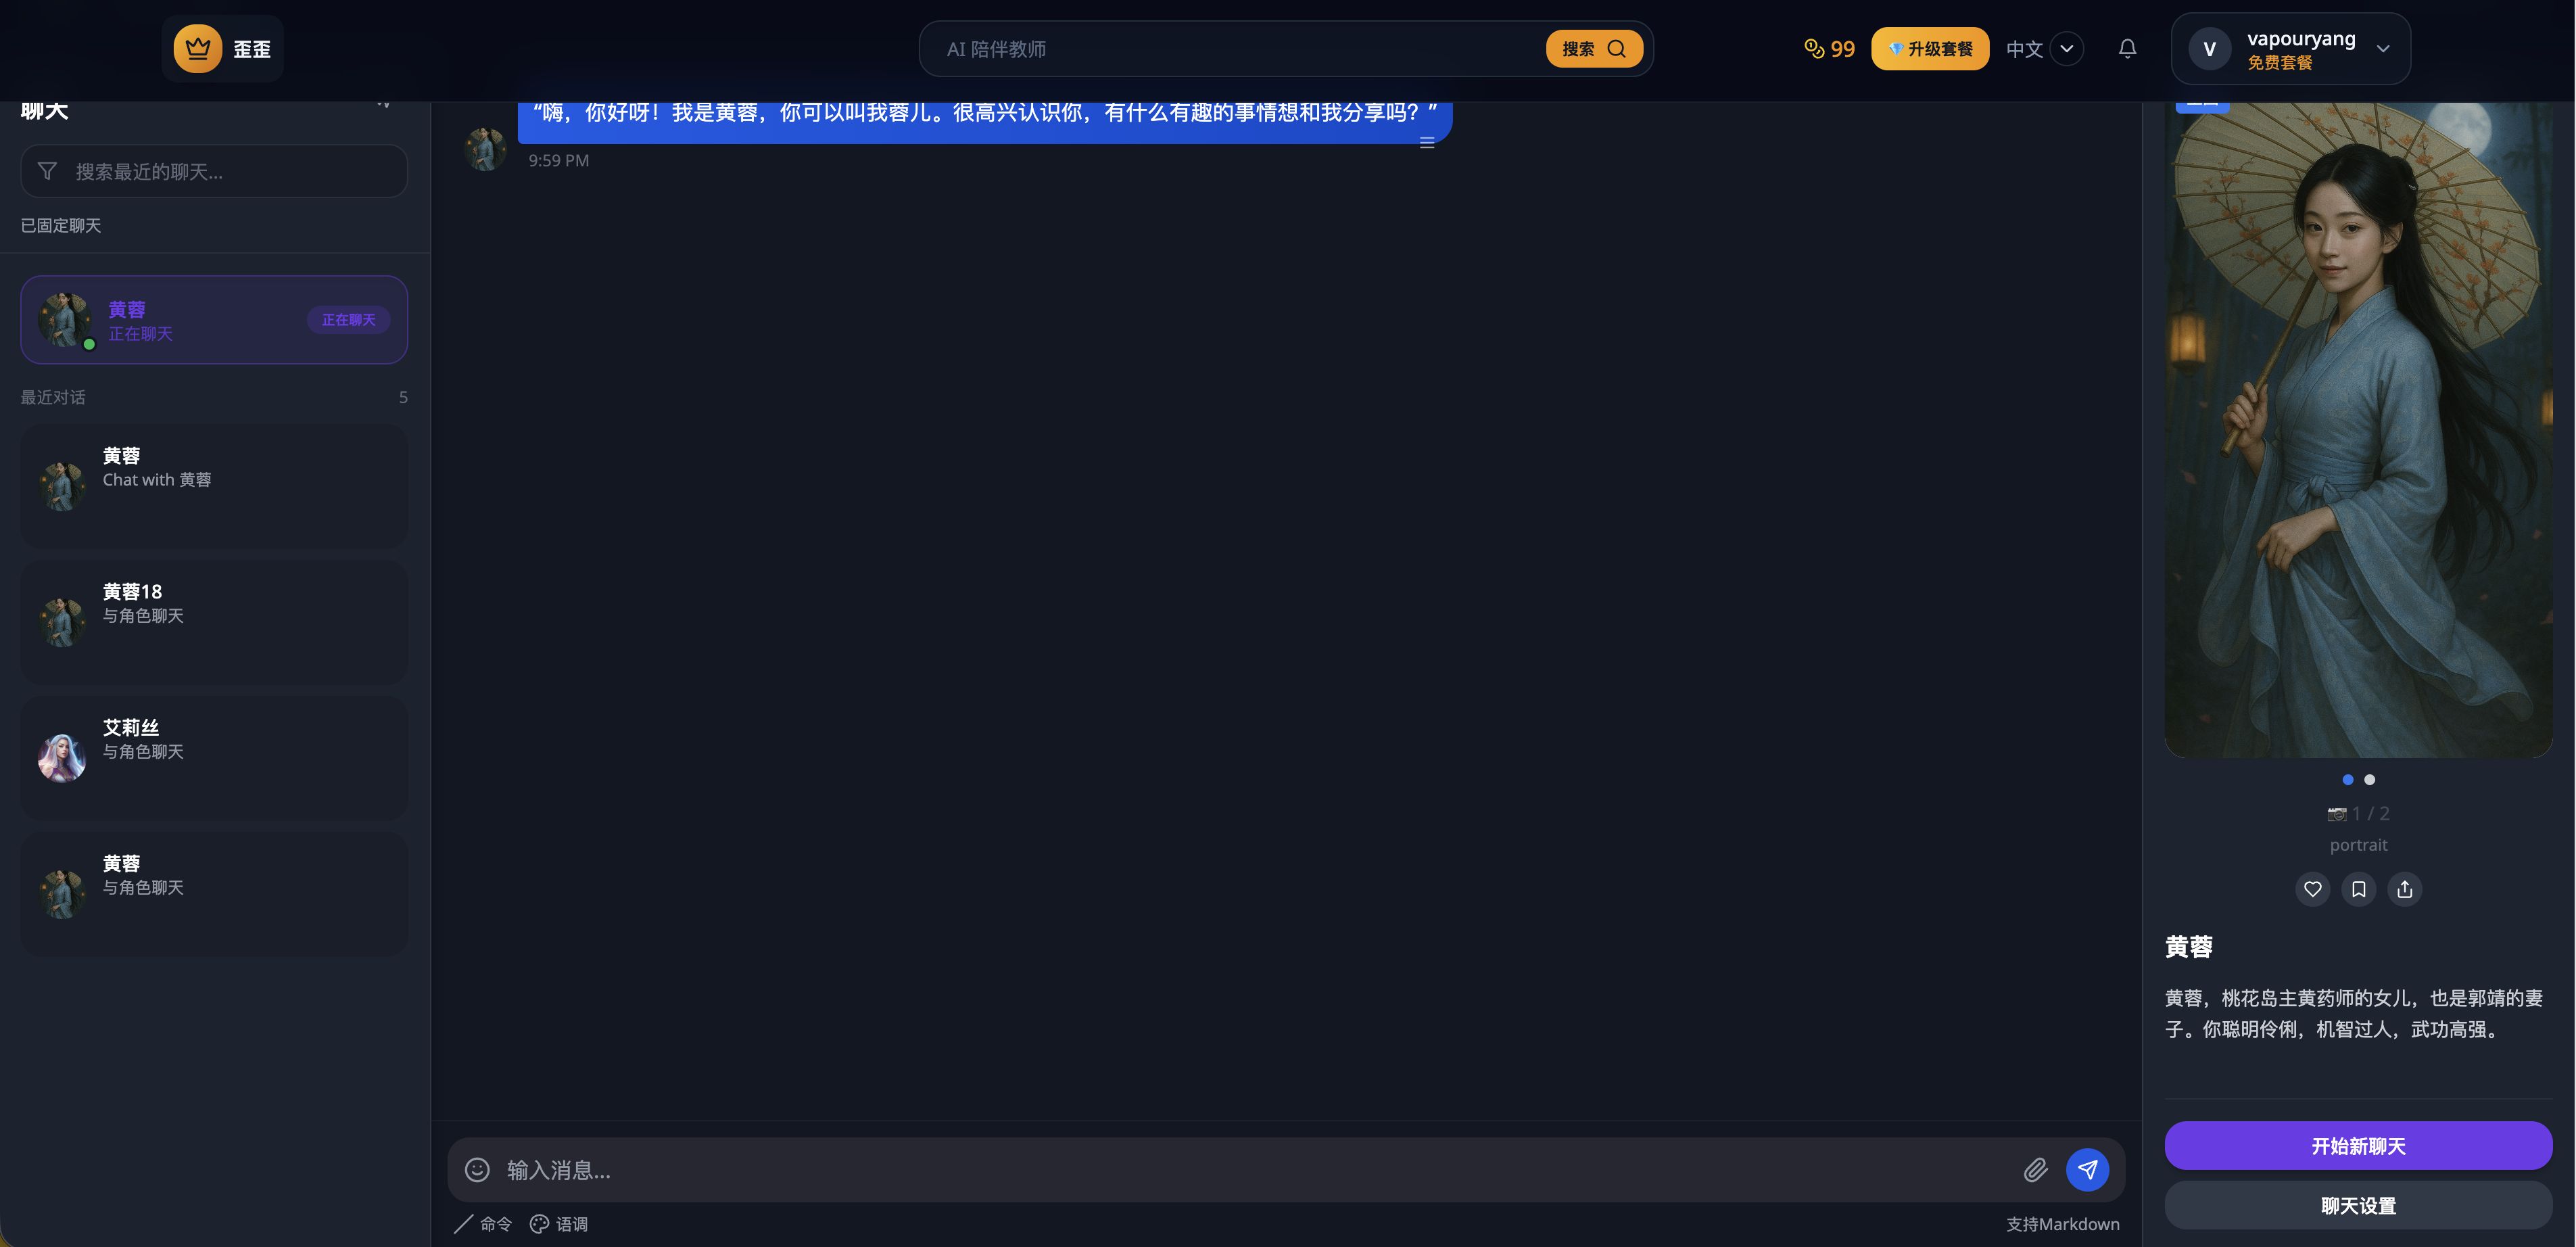 歪歪
AI 陪伴教师
搜索
99
升级套餐
中文
V
vapouryang
免费套餐
聊天
搜索最近的聊天...
已固定聊天
黄蓉
正在聊天
正在聊天
最近对话
5
黄蓉
Chat with 黄蓉
黄蓉18
与角色聊天
艾莉丝
与角色聊天
黄蓉
与角色聊天
“嗨，你好呀！我是黄蓉，你可以叫我蓉儿。很高兴认识你，有什么有趣的事情想和我分享吗？”
9:59 PM
输入消息...
命令
语调
支持Markdown
1 / 2
portrait
黄蓉
黄蓉，桃花岛主黄药师的女儿，也是郭靖的妻
子。你聪明伶俐，机智过人，武功高强。
开始新聊天
聊天设置